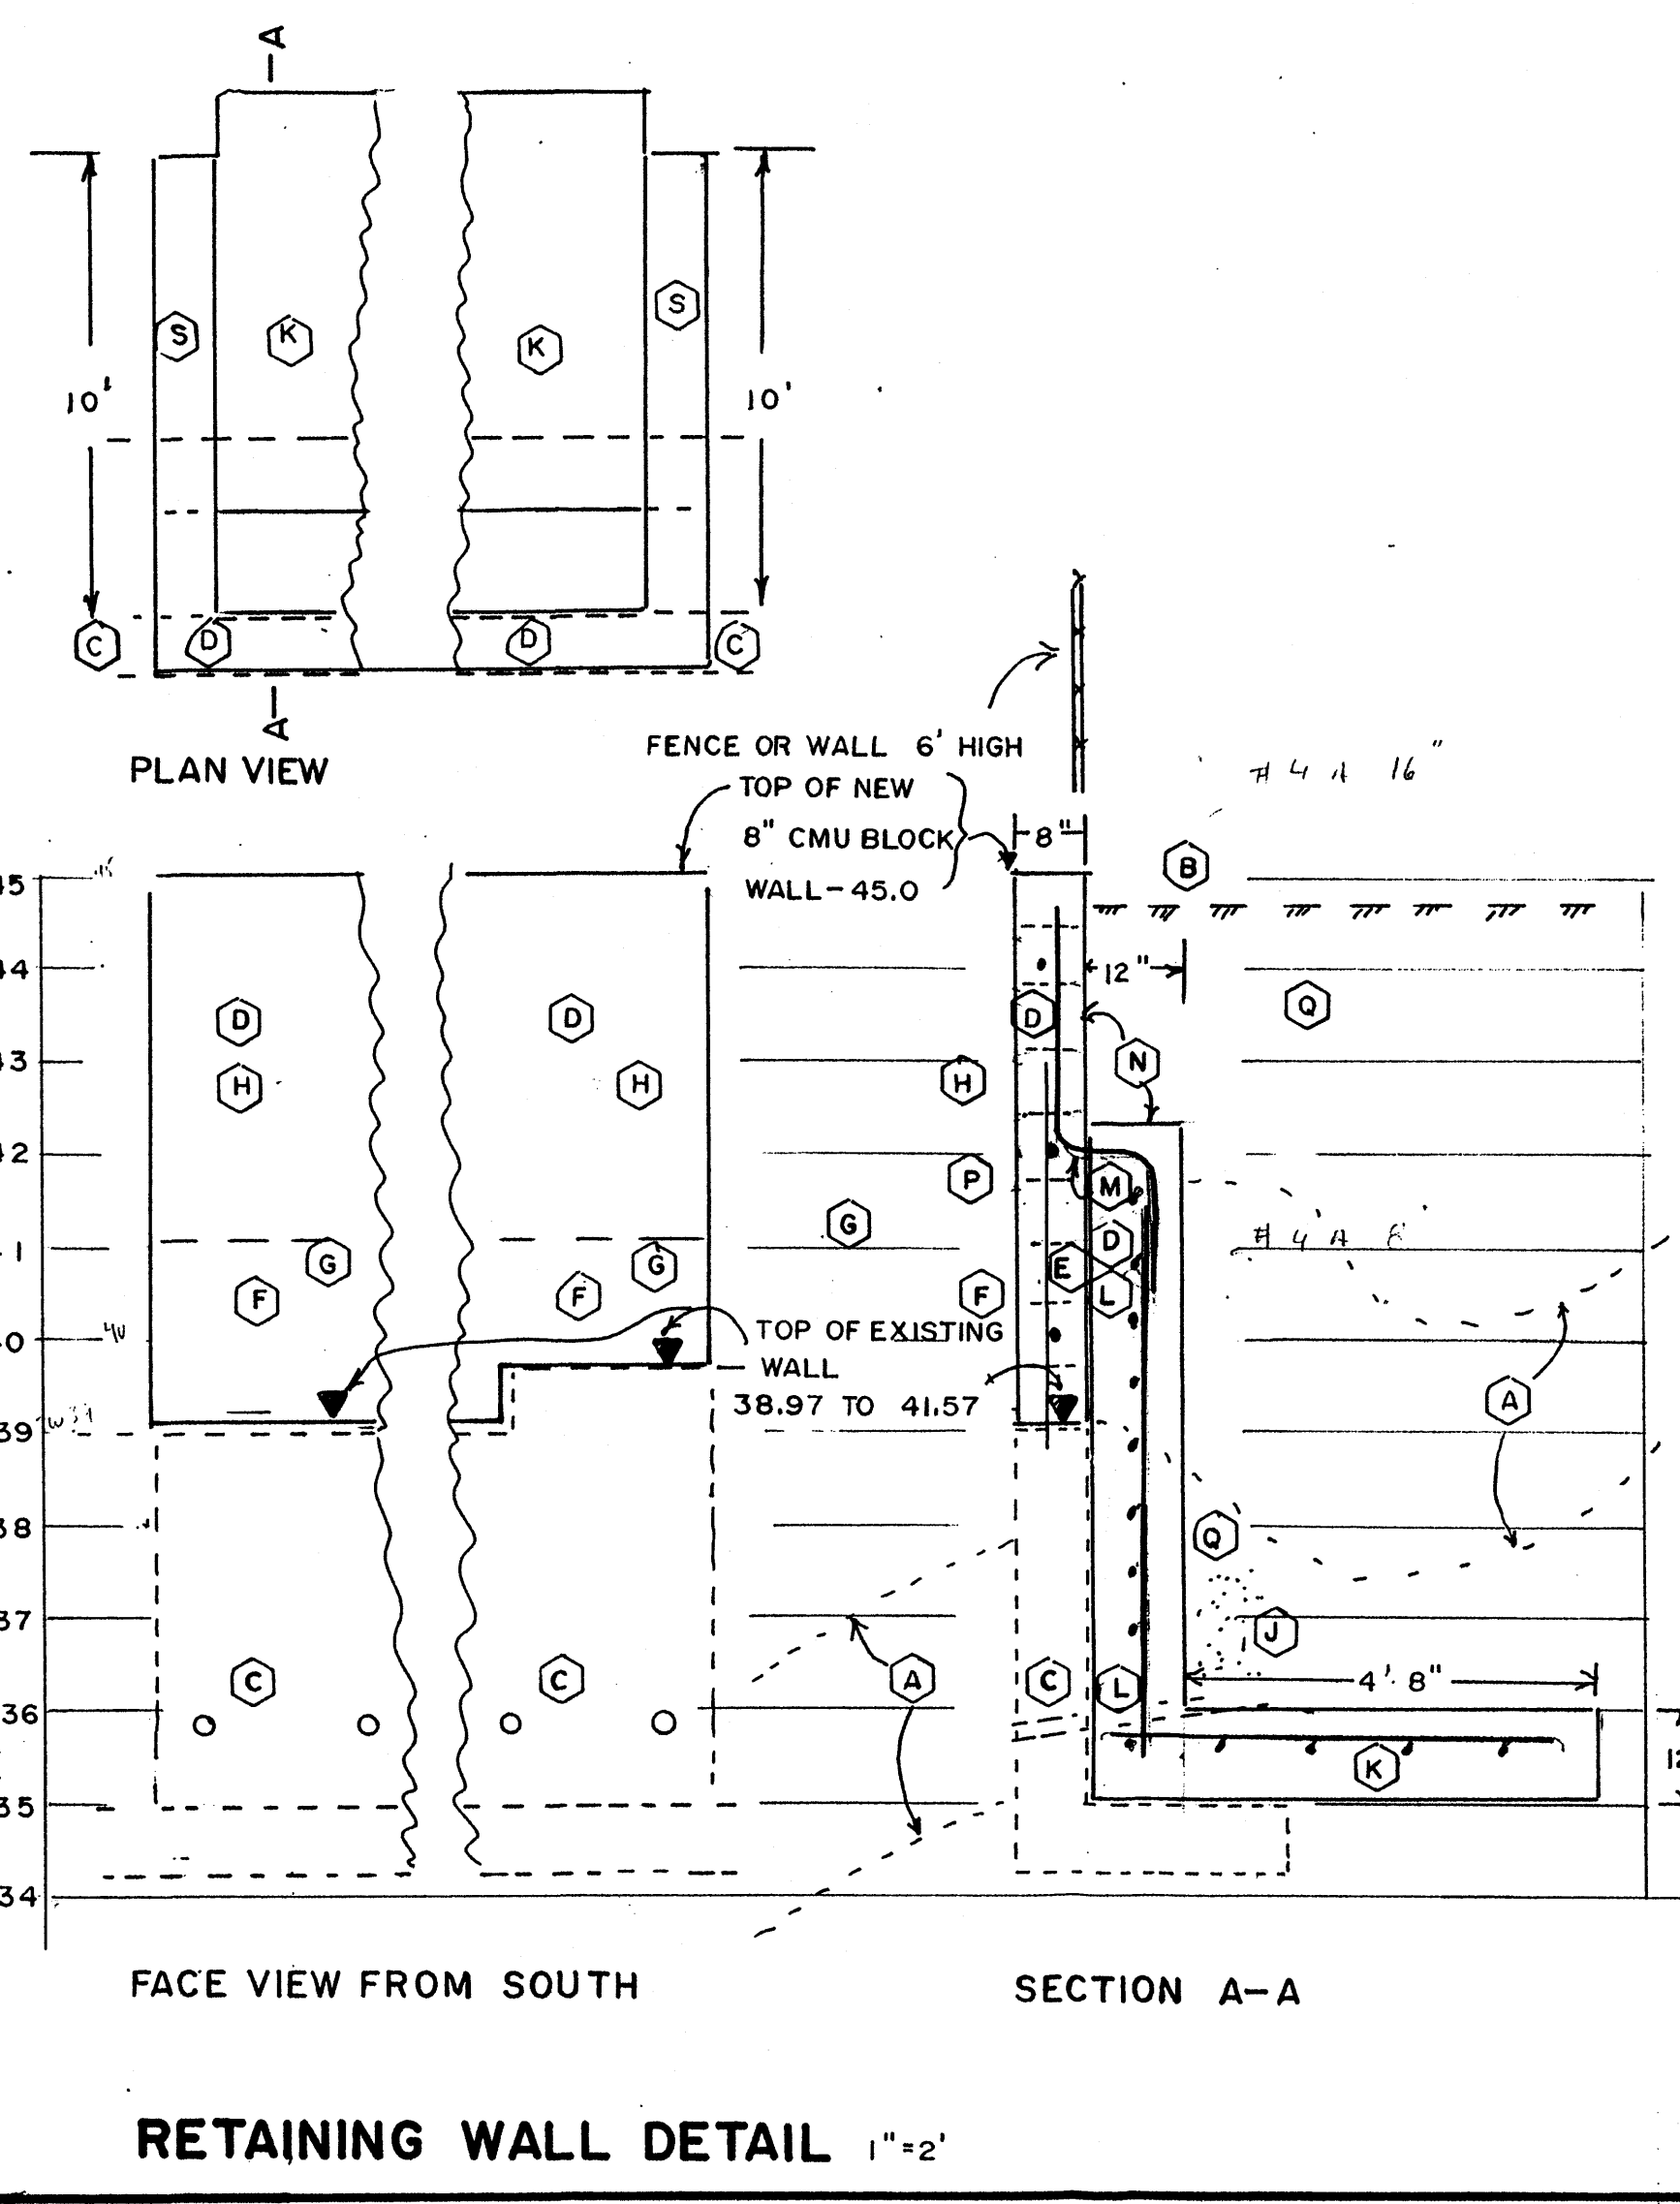 A
S
K
K
S
10'
10'
C
D
D
C
A
PLAN VIEW
FENCE OR WALL 6' HIGH
TOP OF NEW
8" CMU BLOCK
WALL-45.0
8"
# 4 A 16"
B
45
44
43
42
41
40
39
38
37
36
35
34
40
D
D
H
H
G
G
F
F
TOP OF EXISTING
WALL
38.97 TO 41.57
C
C
12"
D
Q
N
H
P
M
G
D
# 4 A 8"
E
F
L
A
Q
J
A
C
L
4'-8"
K
FACE VIEW FROM SOUTH
SECTION A-A
RETAINING WALL DETAIL 1"=2'